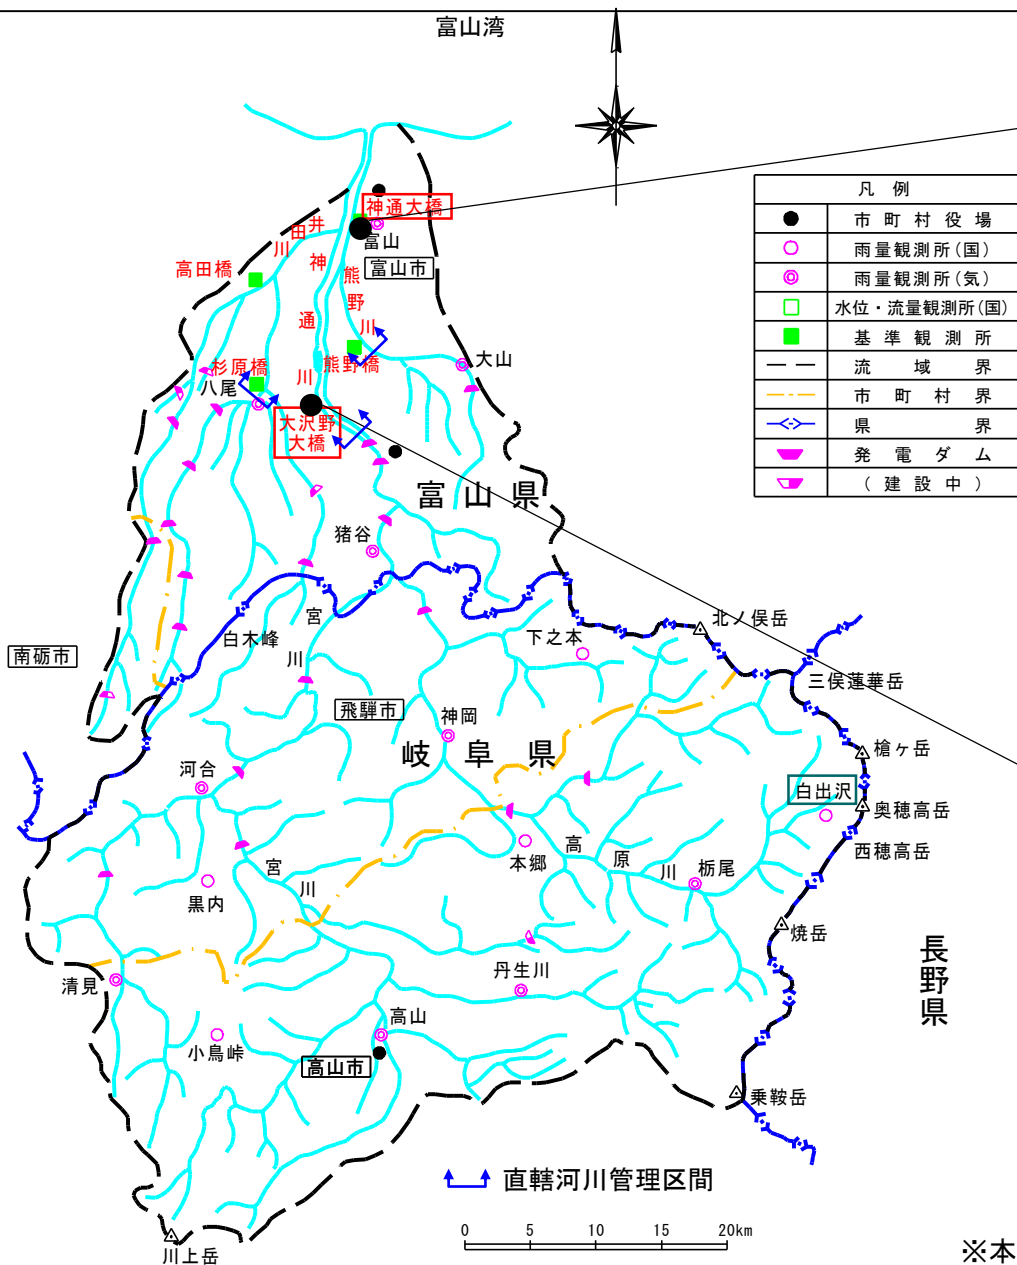 富山湾
神通大橋
富山
富山市
井田川
高田橋
神通川
熊野川
熊野橋
杉原橋
八尾
大沢野
大橋
大山
凡例
市町村役場
雨量観測所(国)
雨量観測所(気)
水位・流量観測所(国)
基準観測所
流域界
市町村界
県界
発電ダム
(建設中)
富山県
猪谷
北ノ俣岳
下之本
白木峰
宮川
南砺市
三俣蓮華岳
飛騨市
神岡
岐阜県
槍ヶ岳
河合
白出沢
奥穂高岳
西穂高岳
本郷
高原川
栃尾
宮川
黒内
焼岳
長野県
清見
丹生川
高山
小鳥峠
高山市
乗鞍岳
直轄河川管理区間
0 5 10 15 20km
川上岳
※本